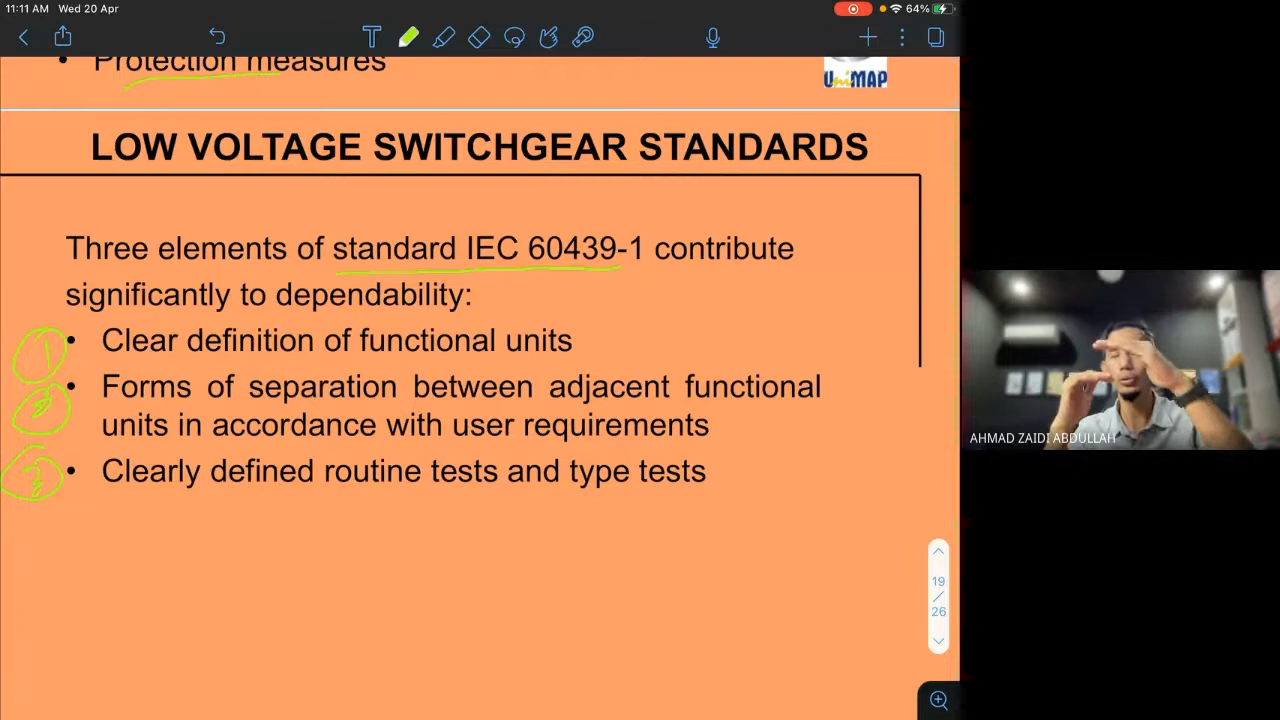 11:11 AM Wed 20 Apr
64%
• Protection measures
UniMAP
LOW VOLTAGE SWITCHGEAR STANDARDS
Three elements of standard IEC 60439-1 contribute
significantly to dependability:
1 • Clear definition of functional units
2 • Forms of separation between adjacent functional
units in accordance with user requirements
3 • Clearly defined routine tests and type tests
19
/
26
AHMAD ZAIDI ABDULLAH